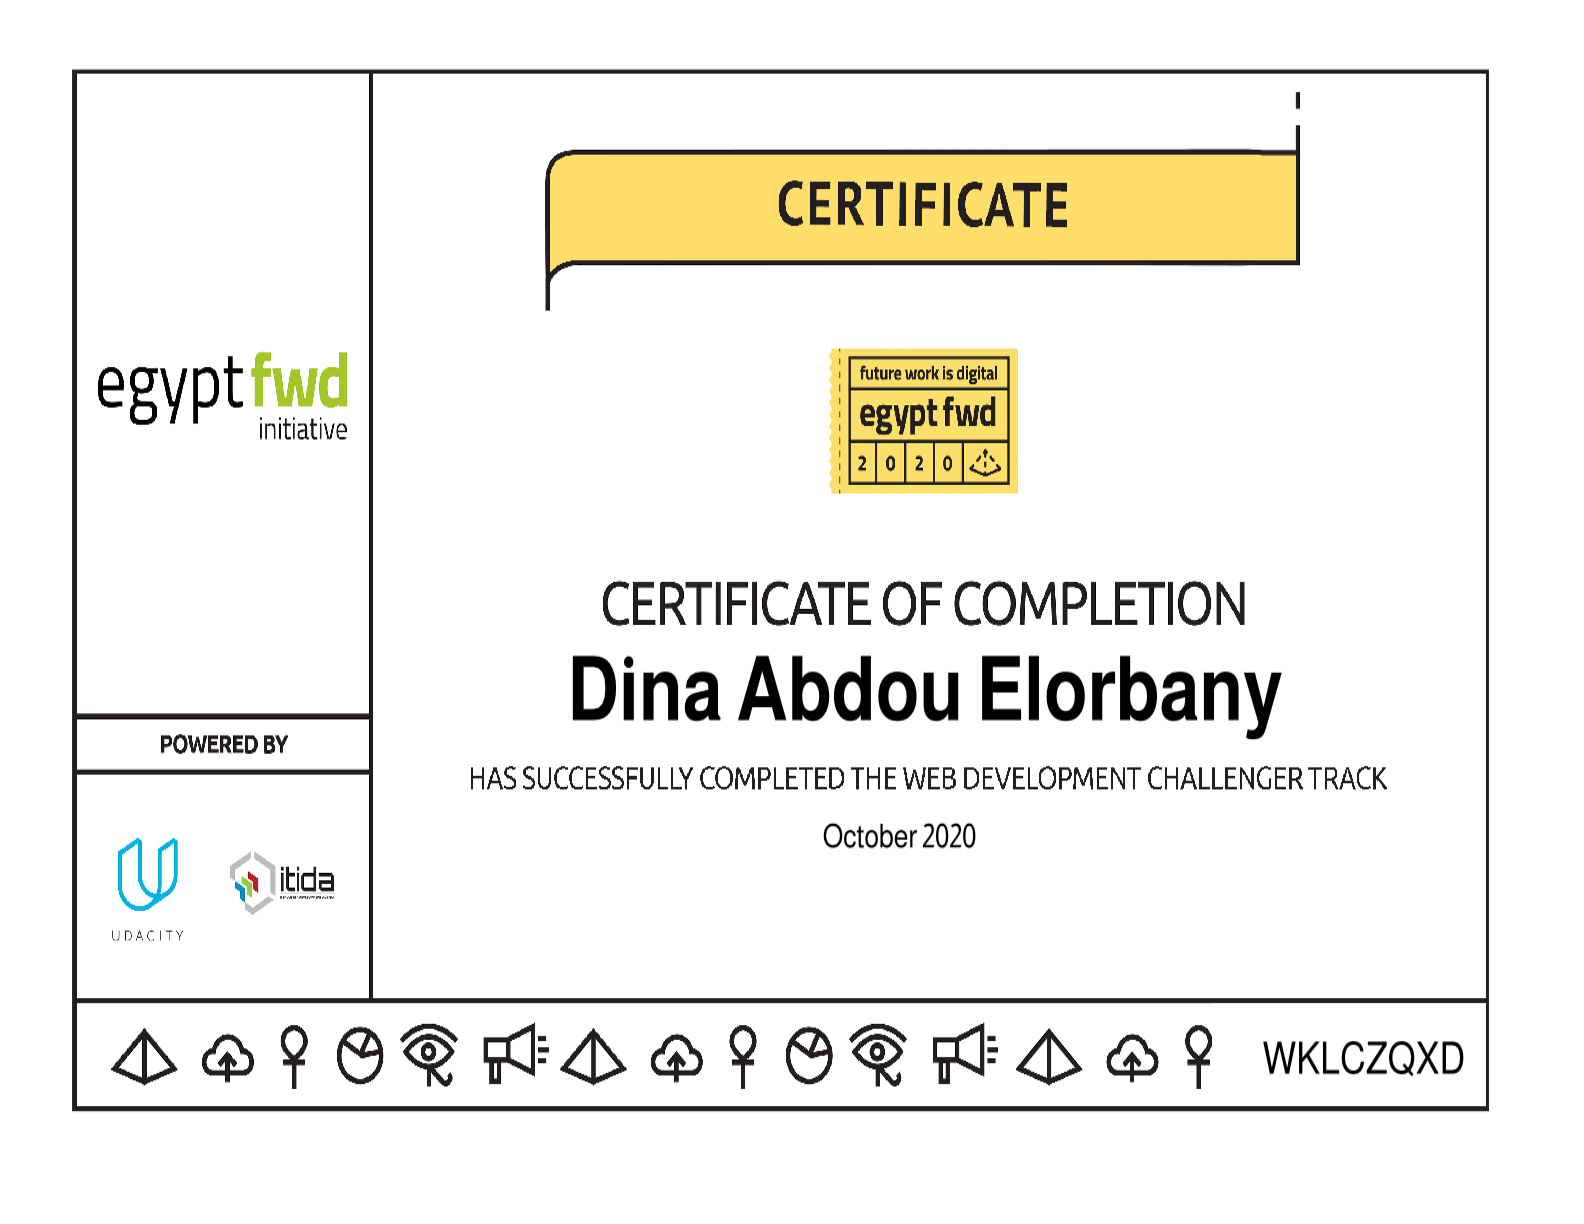 CERTIFICATE
egypt fwd
initiative
future work is digital
egypt fwd
2 0 2 0
CERTIFICATE OF COMPLETION
Dina Abdou Elorbany
HAS SUCCESSFULLY COMPLETED THE WEB DEVELOPMENT CHALLENGER TRACK
October 2020
POWERED BY
UDACITY
itida
WKLCZQXD